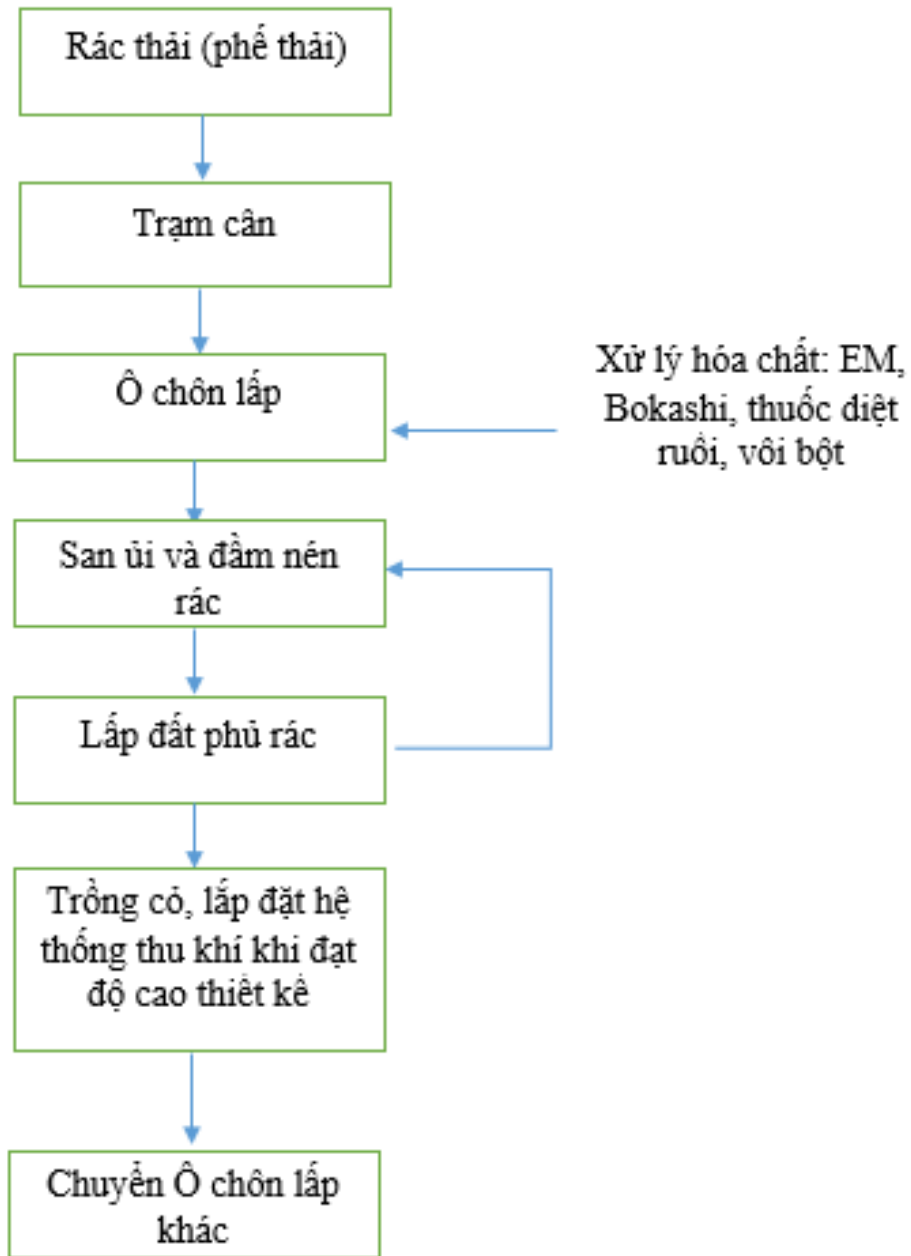 Rác thải (phế thải)
Trạm cân
Ô chôn lấp
Xử lý hóa chất: EM,
Bokashi, thuốc diệt
ruồi, vôi bột
San ủi và đầm nén
rác
Lấp đất phủ rác
Trồng cỏ, lắp đặt hệ
thống thu khí khi đạt
độ cao thiết kế
Chuyển Ô chôn lấp
khác